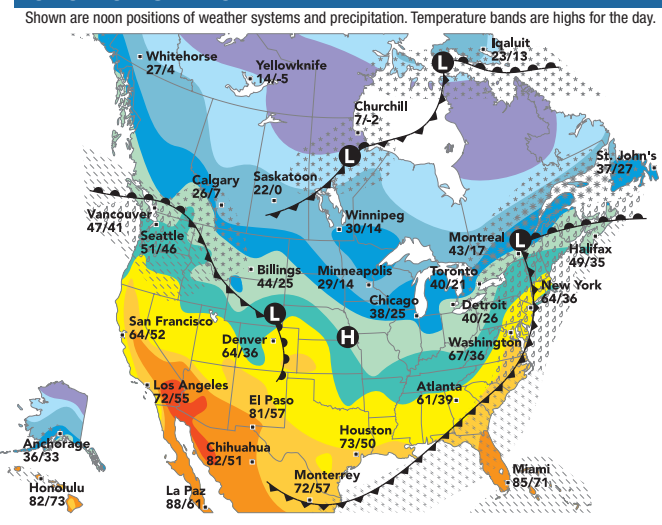 Shown are noon positions of weather systems and precipitation. Temperature bands are highs for the day.
Iqaluit
23/13
L
Whitehorse
27/4
Yellowknife
14/-5
Churchill
7/-2
L
St. John's
37/27
Calgary
26/7
Saskatoon
22/0
Vancouver
47/41
Winnipeg
30/14
Seattle
51/46
Montreal
43/17
L
Halifax
49/35
Billings
44/25
Minneapolis
29/14
Toronto
40/21
New York
64/36
Chicago
38/25
Detroit
40/26
San Francisco
64/52
L
Denver
64/36
H
Washington
67/36
Los Angeles
72/55
Atlanta
61/39
El Paso
81/57
Houston
73/50
Anchorage
36/33
Chihuahua
82/51
Monterrey
72/57
Miami
85/71
Honolulu
82/73
La Paz
88/61